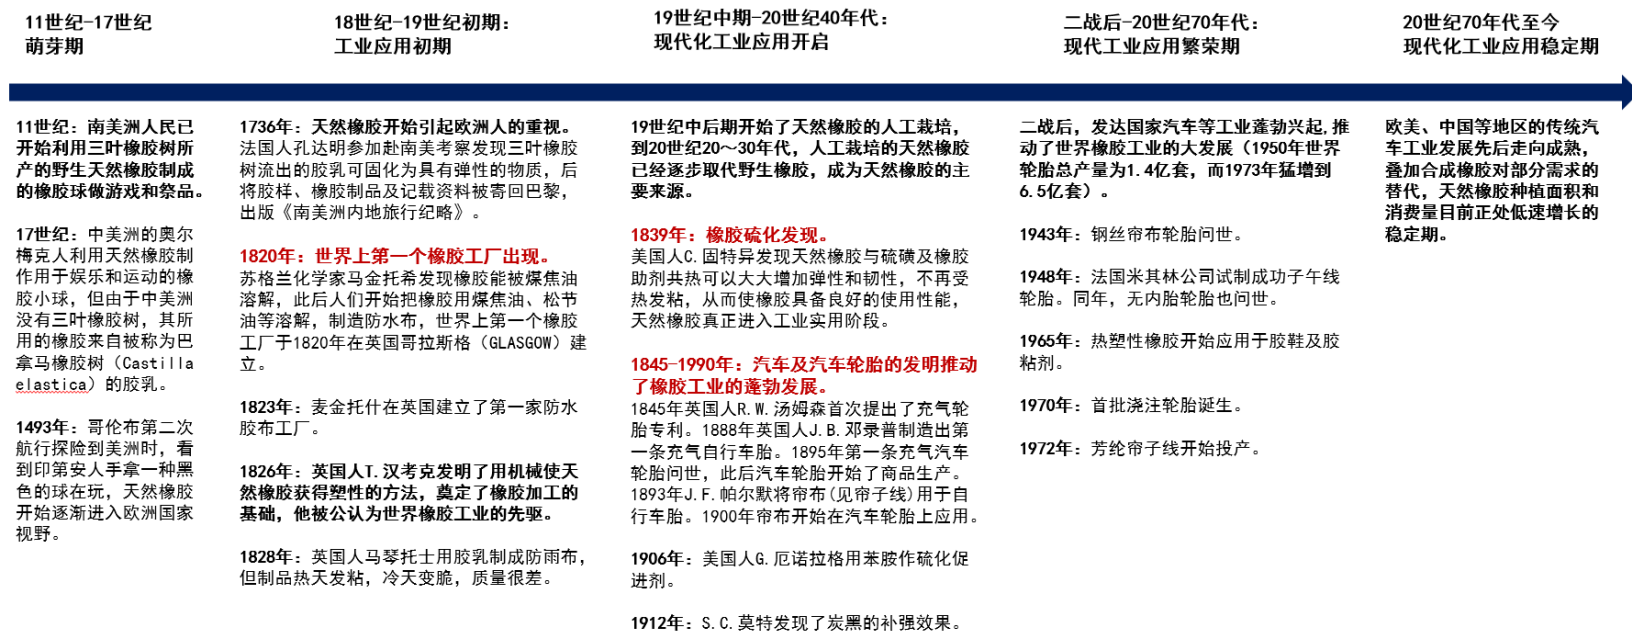 11世纪-17世纪
萌芽期
18世纪-19世纪初期：
工业应用初期
19世纪中期-20世纪40年代：
现代化工业应用开启
二战后-20世纪70年代：
现代工业应用繁荣期
20世纪70年代至今
现代化工业应用稳定期
11世纪：南美洲人民已
开始利用三叶橡胶树所
产的野生天然橡胶制成
的橡胶球做游戏和祭品。
17世纪：中美洲的奥尔
梅克人利用天然橡胶制
作用于娱乐和运动的橡
胶小球，但由于中美洲
没有三叶橡胶树，其所
用的橡胶来自被称为巴
拿马橡胶树（Castilla
elastica）的胶乳。
1493年：哥伦布第二次
航行探险到美洲时，看
到印第安人手拿一种黑
色的球在玩，天然橡胶
开始逐渐进入欧洲国家
视野。
1736年：天然橡胶开始引起欧洲人的重视。
法国人孔达明参加赴南美考察发现三叶橡胶
树流出的胶乳可固化为具有弹性的物质，后
将胶样、橡胶制品及记载资料被寄回巴黎，
出版《南美洲内地旅行纪略》。
1820年：世界上第一个橡胶工厂出现。
苏格兰化学家马金托希发现橡胶能被煤焦油
溶解，此后人们开始把橡胶用煤焦油、松节
油等溶解，制造防水布，世界上第一个橡胶
工厂于1820年在英国哥拉斯格（GLASGOW）建
立。
1823年：麦金托什在英国建立了第一家防水
胶布工厂。
1826年：英国人T.汉考克发明了用机械使天
然橡胶获得塑性的方法，奠定了橡胶加工的
基础，他被公认为世界橡胶工业的先驱。
1828年：英国人马琴托士用胶乳制成防雨布，
但制品热天发粘，冷天变脆，质量很差。
19世纪中后期开始了天然橡胶的人工栽培，
到20世纪20～30年代，人工栽培的天然橡胶
已经逐步取代野生橡胶，成为天然橡胶的主
要来源。
1839年：橡胶硫化发现。
美国人C.固特异发现天然橡胶与硫磺及橡胶
助剂共热可以大大增加弹性和韧性，不再受
热发粘，从而使橡胶具备良好的使用性能，
天然橡胶真正进入工业实用阶段。
1845-1990年：汽车及汽车轮胎的发明推动
了橡胶工业的蓬勃发展。
1845年英国人R.W.汤姆森首次提出了充气轮
胎专利。1888年英国人J.B.邓录普制造出第
一条充气自行车胎。1895年第一条充气汽车
轮胎问世，此后汽车轮胎开始了商品生产。
1893年J.F.帕尔默将帘布(见帘子线)用于自
行车胎。1900年帘布开始在汽车轮胎上应用。
1906年：美国人G.厄诺拉格用苯胺作硫化促
进剂。
1912年：S.C.莫特发现了炭黑的补强效果。
二战后，发达国家汽车等工业蓬勃兴起,推
动了世界橡胶工业的大发展（1950年世界
轮胎总产量为1.4亿套，而1973年猛增到
6.5亿套）。
1943年：钢丝帘布轮胎问世。
1948年：法国米其林公司试制成功子午线
轮胎。同年，无内胎轮胎也问世。
1965年：热塑性橡胶开始应用于胶鞋及胶
粘剂。
1970年：首批浇注轮胎诞生。
1972年：芳纶帘子线开始投产。
欧美、中国等地区的传统汽
车工业发展先后走向成熟，
叠加合成橡胶对部分需求的
替代，天然橡胶种植面积和
消费量目前正处低速增长的
稳定期。